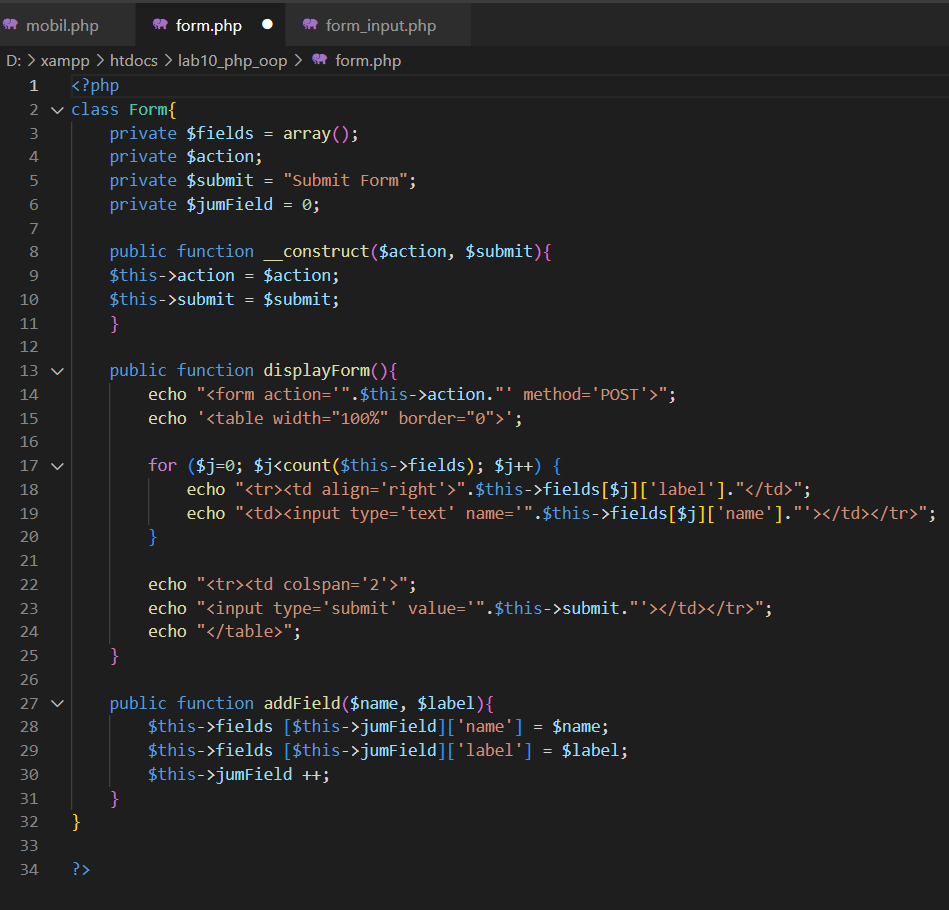 mobil.php form.php form_input.php
D: > xampp > htdocs > lab10_php_oop > form.php
1 <?php
2 class Form{
3     private $fields = array();
4     private $action;
5     private $submit = "Submit Form";
6     private $jumField = 0;
7
8     public function __construct($action, $submit){
9     $this->action = $action;
10     $this->submit = $submit;
11     }
12
13     public function displayForm(){
14         echo "<form action='".$this->action."' method='POST'>";
15         echo '<table width="100%" border="0">';
16
17         for ($j=0; $j<count($this->fields); $j++) {
18             echo "<tr><td align='right'>".$this->fields[$j]['label']."</td>";
19             echo "<td><input type='text' name='".$this->fields[$j]['name']."'></td></tr>";
20         }
21
22         echo "<tr><td colspan='2'>";
23         echo "<input type='submit' value='".$this->submit."'></td></tr>";
24         echo "</table>";
25     }
26
27     public function addField($name, $label){
28         $this->fields [$this->jumField]['name'] = $name;
29         $this->fields [$this->jumField]['label'] = $label;
30         $this->jumField ++;
31     }
32 }
33
34 ?>